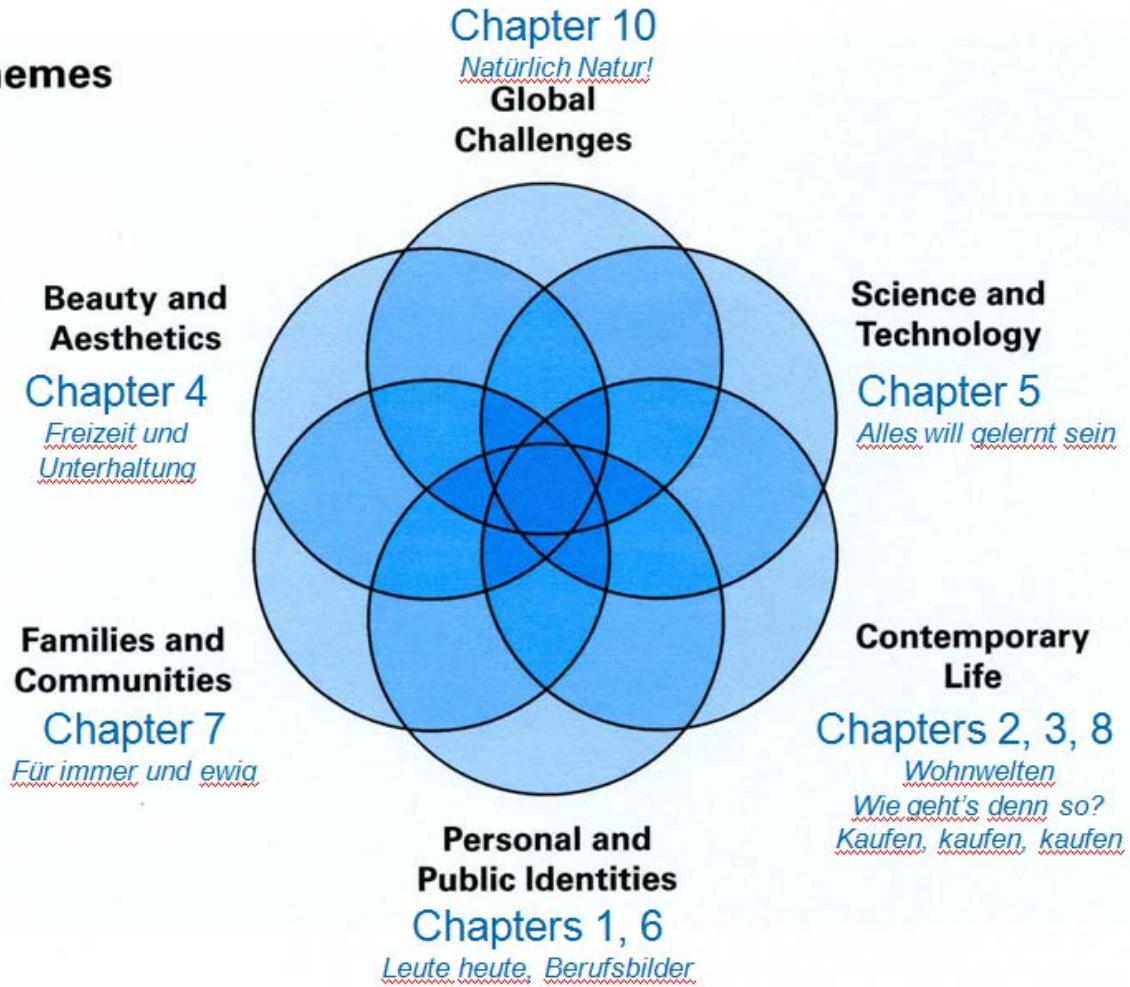 hemes
Chapter 10
Natürlich Natur!
Global
Challenges
Beauty and
Aesthetics
Chapter 4
Freizeit und
Unterhaltung
Science and
Technology
Chapter 5
Alles will gelernt sein
Families and
Communities
Chapter 7
Für immer und ewig
Contemporary
Life
Chapters 2, 3, 8
Wohnwelten
Wie geht's denn so?
Kaufen, kaufen, kaufen
Personal and
Public Identities
Chapters 1, 6
Leute heute, Berufsbilder